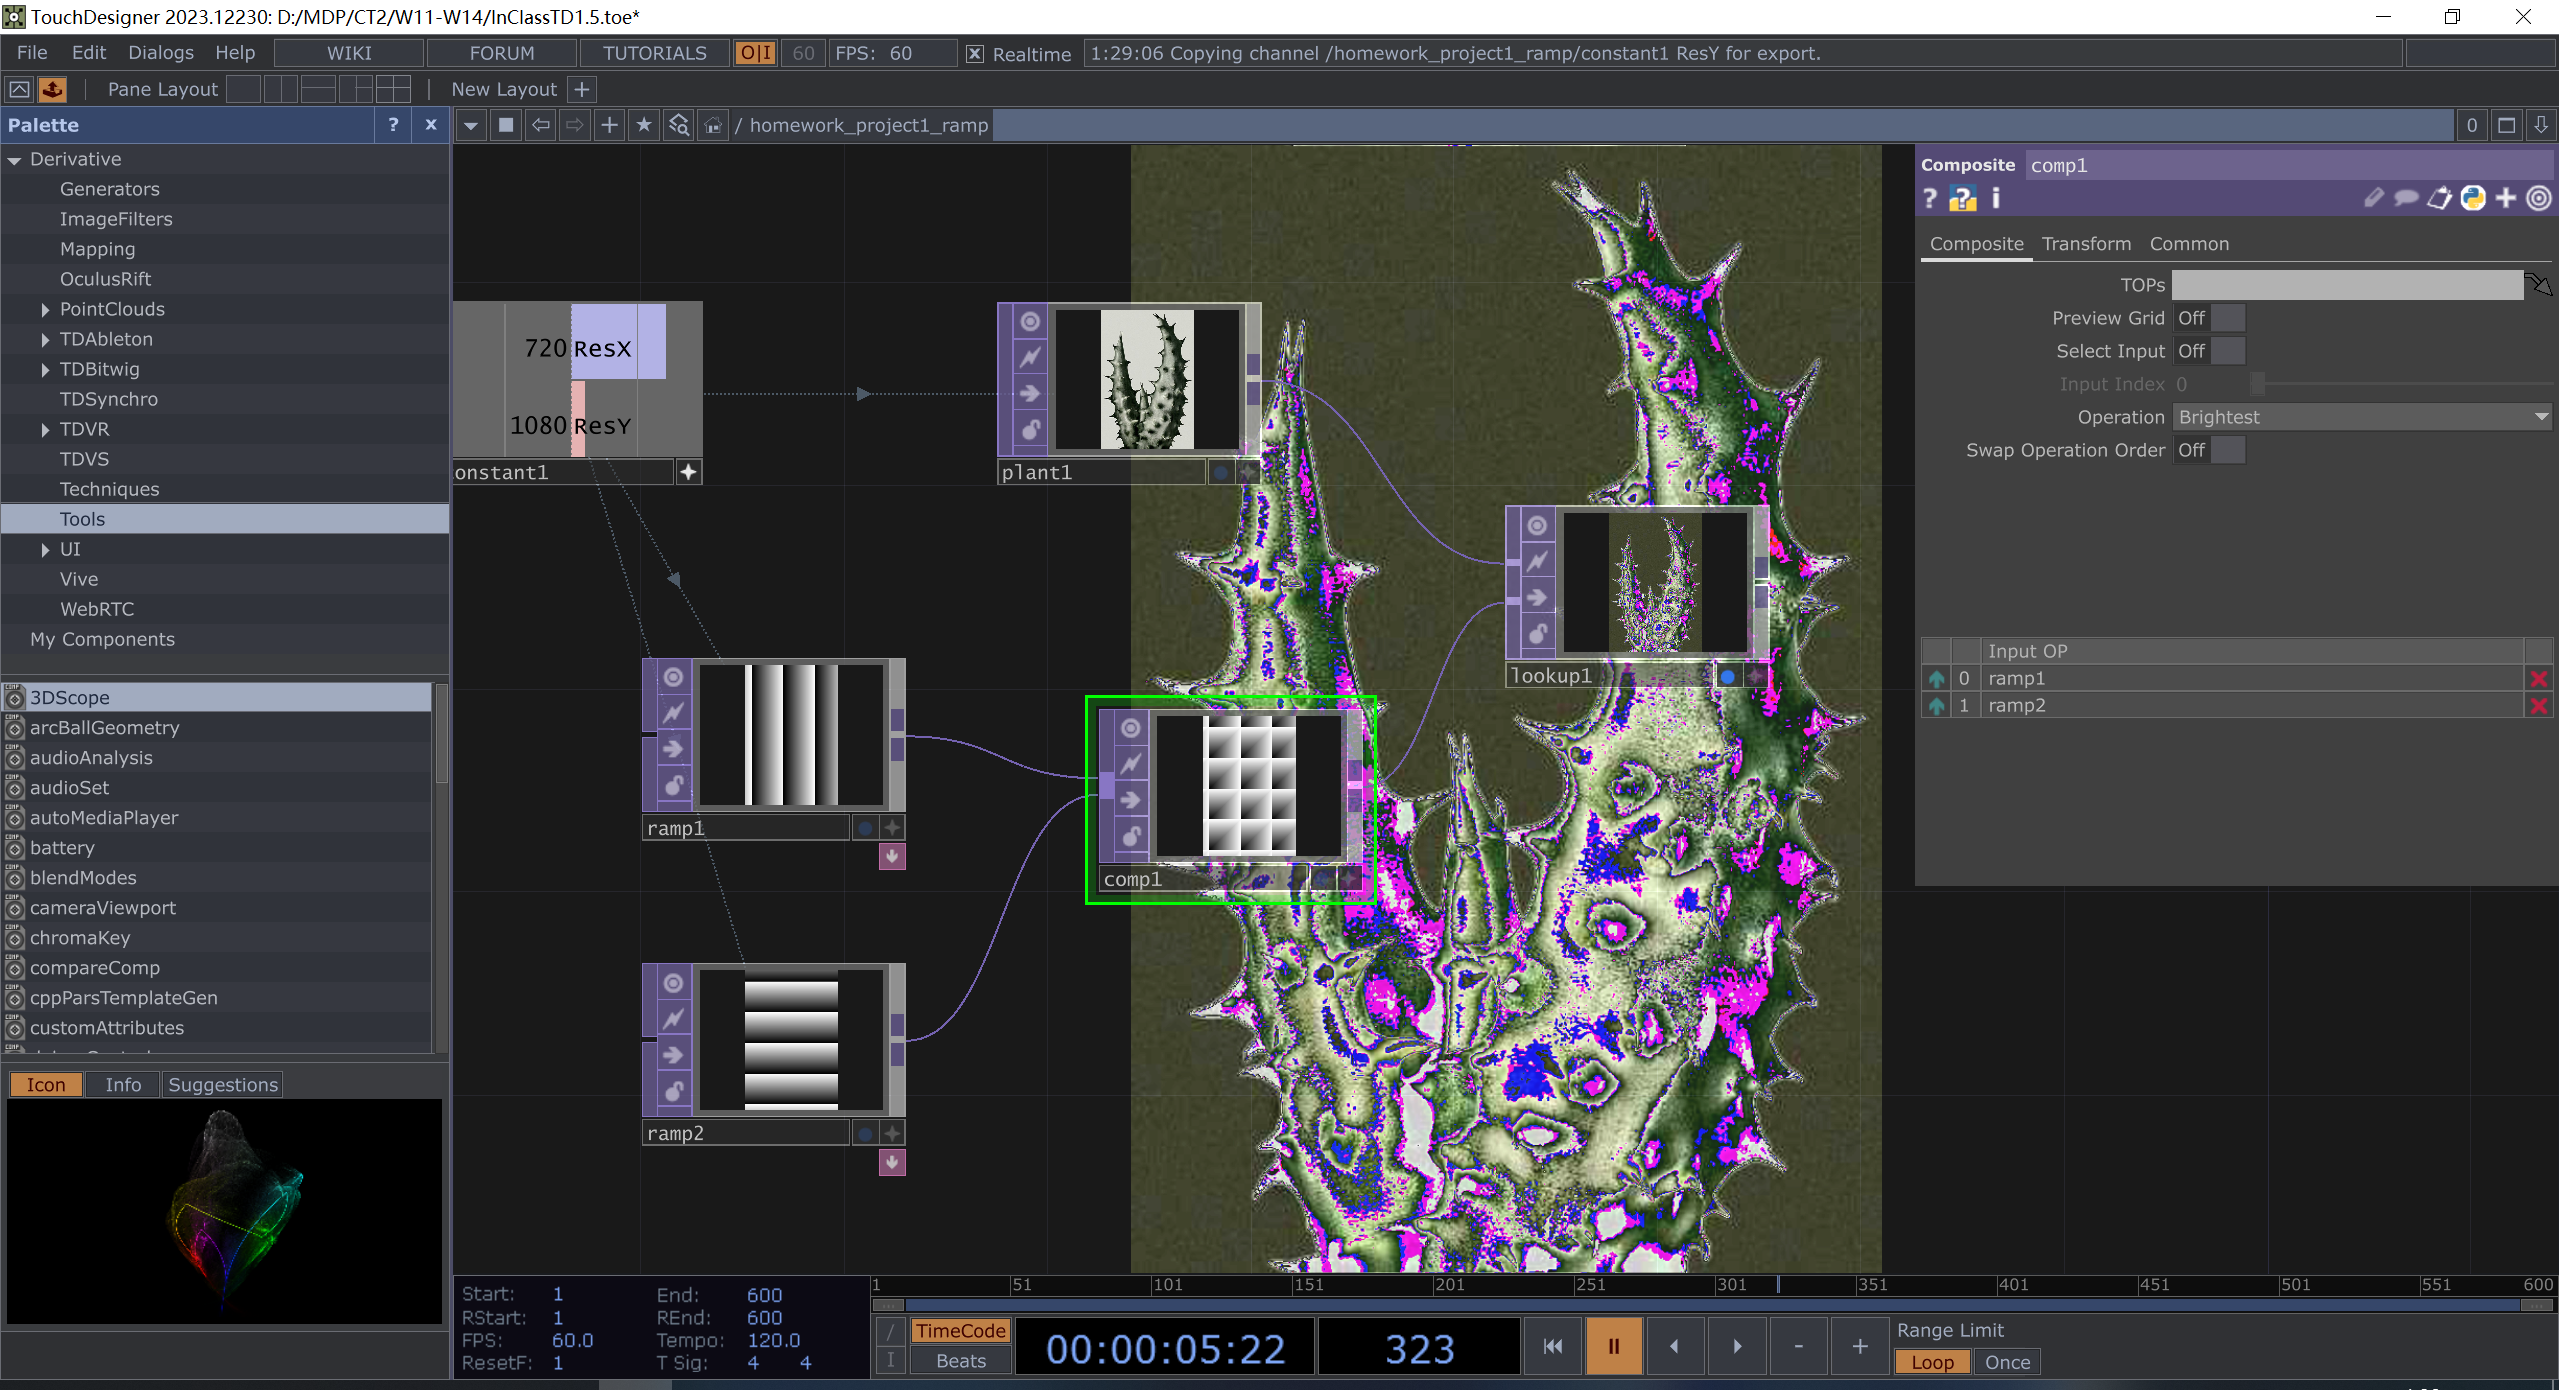 TouchDesigner 2023.12230: D:/MDP/CT2/W11-W14/InClassTD1.5.toe*
File Edit Dialogs Help WIKI FORUM TUTORIALS O|I 60 FPS: 60 Realtime 1:29:06 Copying channel /homework_project1_ramp/constant1 ResY for export.
Pane Layout New Layout +
Palette ? x
/ homework_project1_ramp 0
Derivative
Generators
ImageFilters
Mapping
OculusRift
PointClouds
TDAbleton
TDBitwig
TDSynchro
TDVR
TDVS
Techniques
Tools
UI
Vive
WebRTC
My Components
3DScope
arcBallGeometry
audioAnalysis
audioSet
autoMediaPlayer
battery
blendModes
cameraViewport
chromaKey
compareComp
cppParsTemplateGen
customAttributes
Icon Info Suggestions
720 ResX
1080 ResY
onstant1
plant1
lookup1
ramp1
comp1
ramp2
Composite comp1
Composite Transform Common
TOPs
Preview Grid Off
Select Input Off
Input Index 0
Operation Brightest
Swap Operation Order Off
Input OP
0 ramp1
1 ramp2
Start: 1 End: 600
RStart: 1 REnd: 600
FPS: 60.0 Tempo: 120.0
ResetF: 1 T Sig: 4 4
1 51 101 151 201 251 301 351 401 451 501 551 600
TimeCode
Beats
00:00:05:22
323
- +
Range Limit
Loop Once